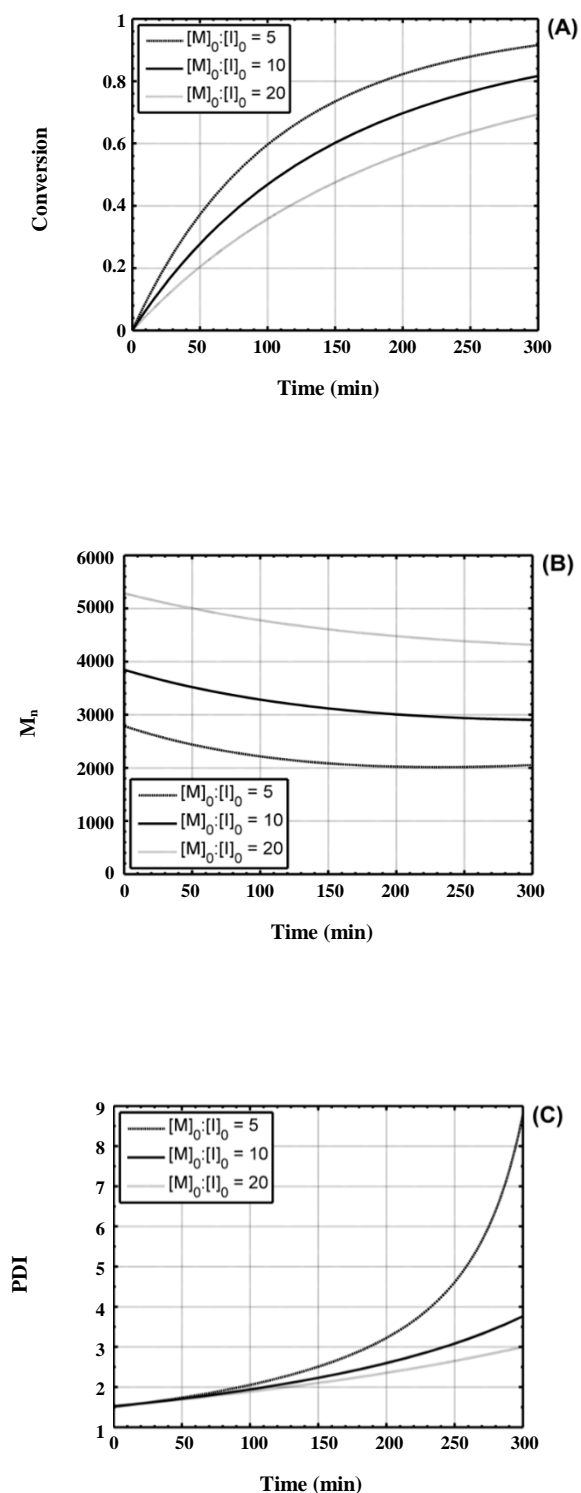 (A)
[M]0:[I]0 = 5
[M]0:[I]0 = 10
[M]0:[I]0 = 20
1
0.8
0.6
0.4
0.2
0
Conversion
0 50 100 150 200 250 300
Time (min)
(B)
6000
5000
4000
3000
2000
1000
0
Mn
[M]0:[I]0 = 5
[M]0:[I]0 = 10
[M]0:[I]0 = 20
0 50 100 150 200 250 300
Time (min)
(C)
[M]0:[I]0 = 5
[M]0:[I]0 = 10
[M]0:[I]0 = 20
9
8
7
6
5
4
3
2
1
PDI
0 50 100 150 200 250 300
Time (min)